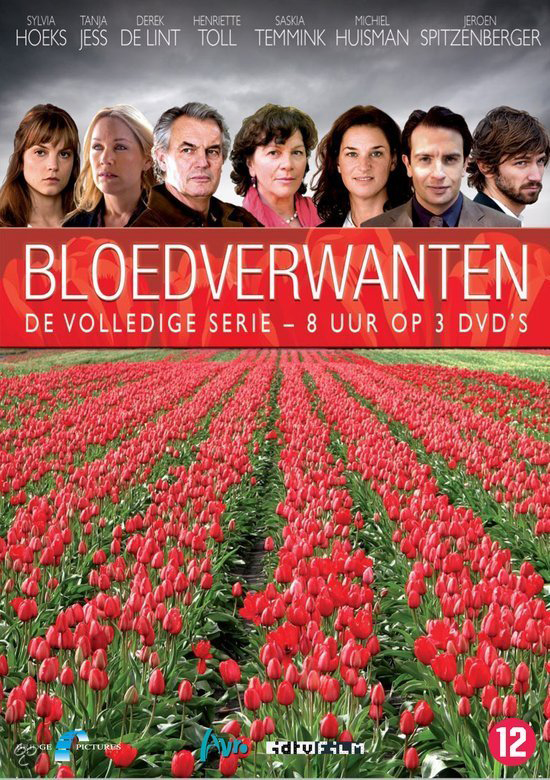 SYLVIA TANJA DEREK HENRIETTE SASKIA MICHIEL JEROEN
HOEKS JESS DE LINT TOLL TEMMINK HUISMAN SPITZENBERGER
BLOEDVERWANTEN
DE VOLLEDIGE SERIE – 8 UUR OP 3 DVD'S
PICTURES
12